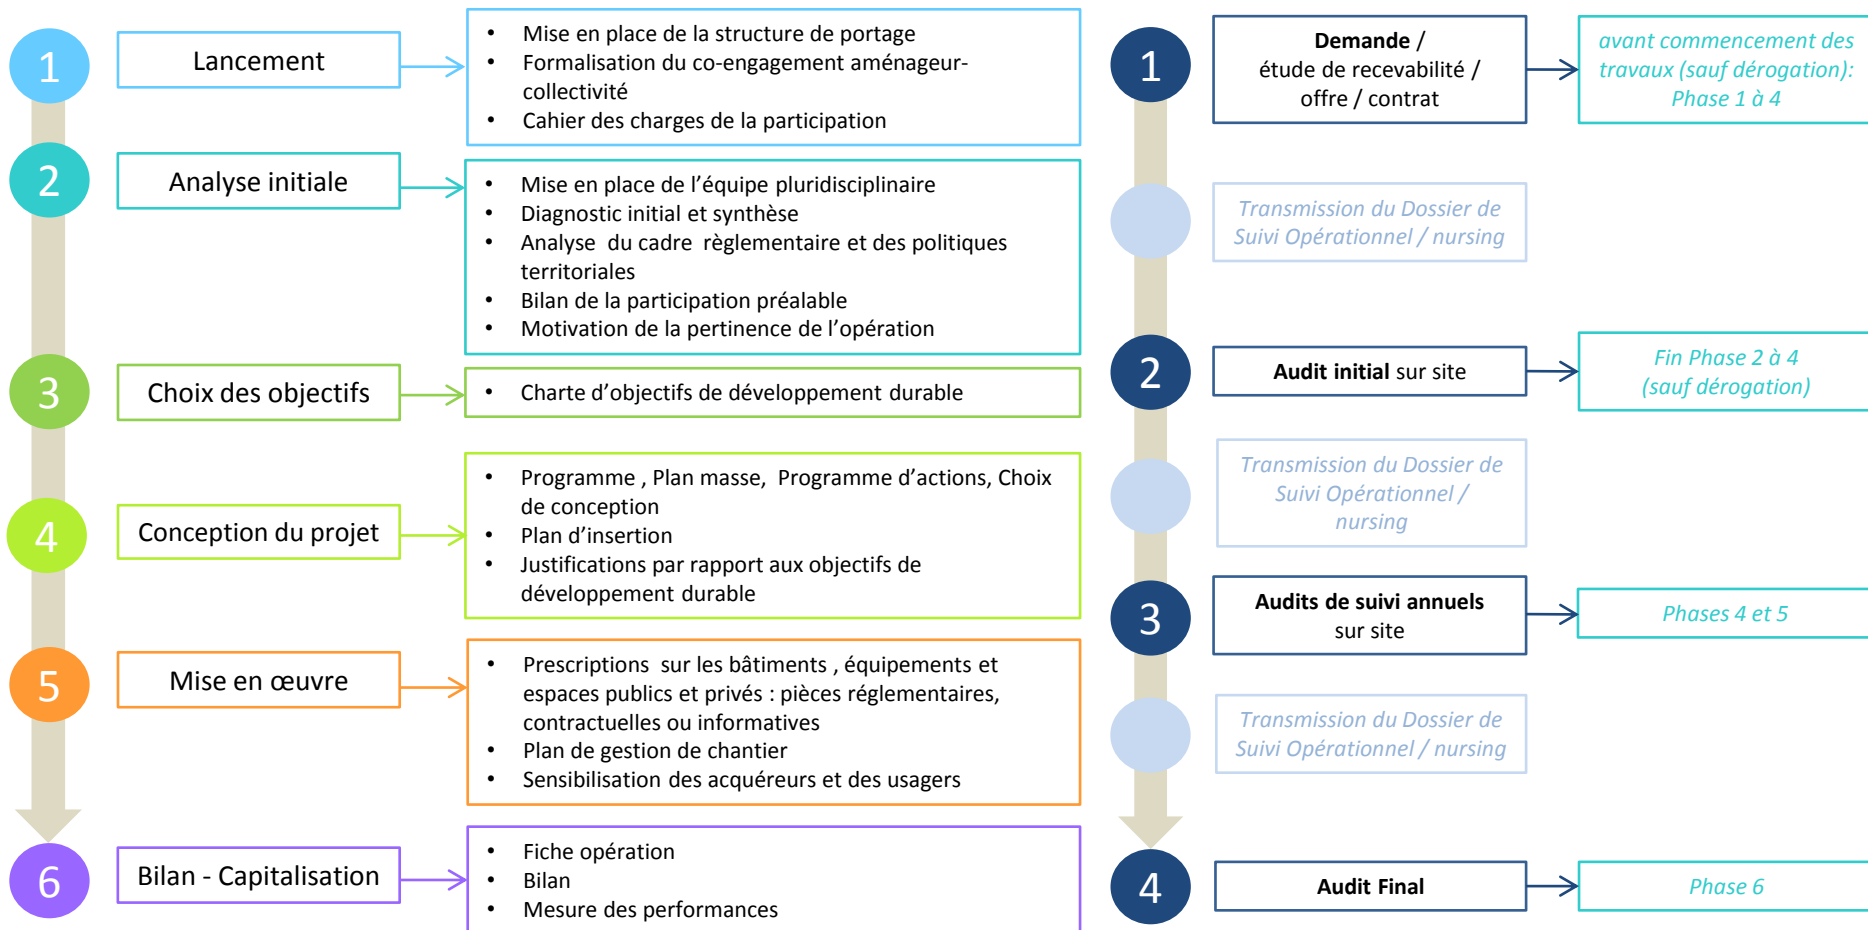 1
Lancement
• Mise en place de la structure de portage
• Formalisation du co-engagement aménageur-
collectivité
• Cahier des charges de la participation
2
Analyse initiale
• Mise en place de l'équipe pluridisciplinaire
• Diagnostic initial et synthèse
• Analyse du cadre règlementaire et des politiques
territoriales
• Bilan de la participation préalable
• Motivation de la pertinence de l'opération
3
Choix des objectifs
• Charte d'objectifs de développement durable
4
Conception du projet
• Programme , Plan masse, Programme d'actions, Choix
de conception
• Plan d'insertion
• Justifications par rapport aux objectifs de
développement durable
5
Mise en œuvre
• Prescriptions sur les bâtiments , équipements et
espaces publics et privés : pièces réglementaires,
contractuelles ou informatives
• Plan de gestion de chantier
• Sensibilisation des acquéreurs et des usagers
6
Bilan - Capitalisation
• Fiche opération
• Bilan
• Mesure des performances
1
Demande /
étude de recevabilité /
offre / contrat
avant commencement des
travaux (sauf dérogation):
Phase 1 à 4
Transmission du Dossier de
Suivi Opérationnel / nursing
2
Audit initial sur site
Fin Phase 2 à 4
(sauf dérogation)
Transmission du Dossier de
Suivi Opérationnel /
nursing
3
Audits de suivi annuels
sur site
Phases 4 et 5
Transmission du Dossier de
Suivi Opérationnel / nursing
4
Audit Final
Phase 6